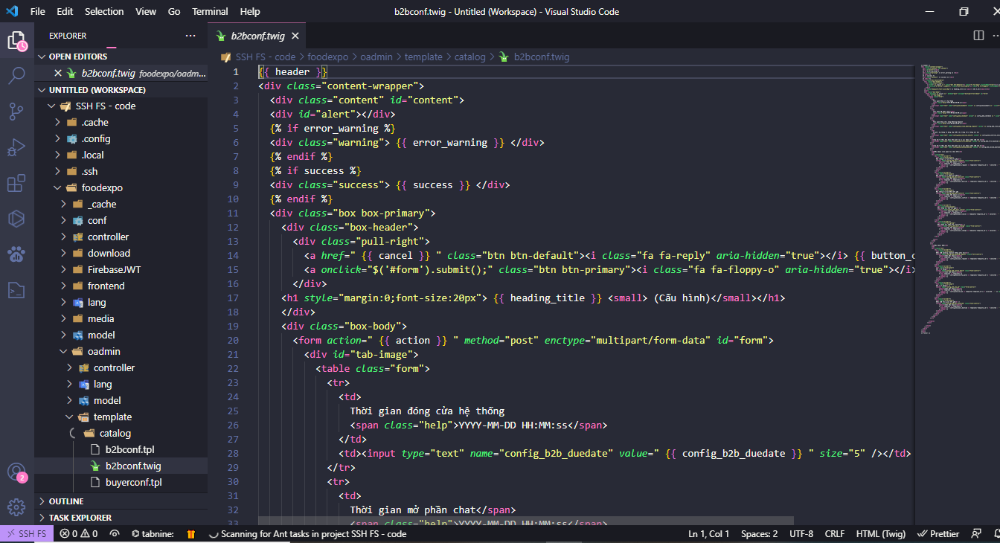 File Edit Selection View Go Terminal Help
b2bconf.twig - Untitled (Workspace) - Visual Studio Code
EXPLORER
OPEN EDITORS
b2bconf.twig foodexpo/oadm...
UNTITLED (WORKSPACE)
SSH FS - code
.cache
.config
.local
.ssh
foodexpo
_cache
conf
controller
download
FirebaseJWT
frontend
lang
media
model
oadmin
controller
lang
model
template
catalog
b2bconf.tpl
b2bconf.twig
buyerconf.tpl
OUTLINE
TASK EXPLORER
2
b2bconf.twig
SSH FS - code > foodexpo > oadmin > template > catalog > b2bconf.twig
1 {{ header }}
2 <div class="content-wrapper">
3 <div class="content" id="content">
4 <div id="alert"></div>
5 {% if error_warning %}
6 <div class="warning"> {{ error_warning }} </div>
7 {% endif %}
8 {% if success %}
9 <div class="success"> {{ success }} </div>
10 {% endif %}
11 <div class="box box-primary">
12 <div class="box-header">
13 <div class="pull-right">
14 <a href=" {{ cancel }} " class="btn btn-default"><i class="fa fa-reply" aria-hidden="true"></i> {{ button_c
15 <a onclick="$('#form').submit();" class="btn btn-primary"><i class="fa fa-floppy-o" aria-hidden="true"></i>
16 </div>
17 <h1 style="margin:0;font-size:20px"> {{ heading_title }} <small> (Cấu hình)</small></h1>
18 </div>
19 <div class="box-body">
20 <form action=" {{ action }} " method="post" enctype="multipart/form-data" id="form">
21 <div id="tab-image">
22 <table class="form">
23 <tr>
24 <td>
25 Thời gian đóng cửa hệ thống
26 <span class="help">YYYY-MM-DD HH:MM:ss</span>
27 </td>
28 <td><input type="text" name="config_b2b_duedate" value=" {{ config_b2b_duedate }} " size="5" /></td>
29 </tr>
30 <tr>
31 <td>
32 Thời gian mở phần chat</span>
33 <span class="help">YYYY-MM-DD HH:MM:ss</span>
SSH FS 0 0 tabnine: Scanning for Ant tasks in project SSH FS - code Ln 1, Col 1 Spaces: 2 UTF-8 CRLF HTML (Twig) Prettier